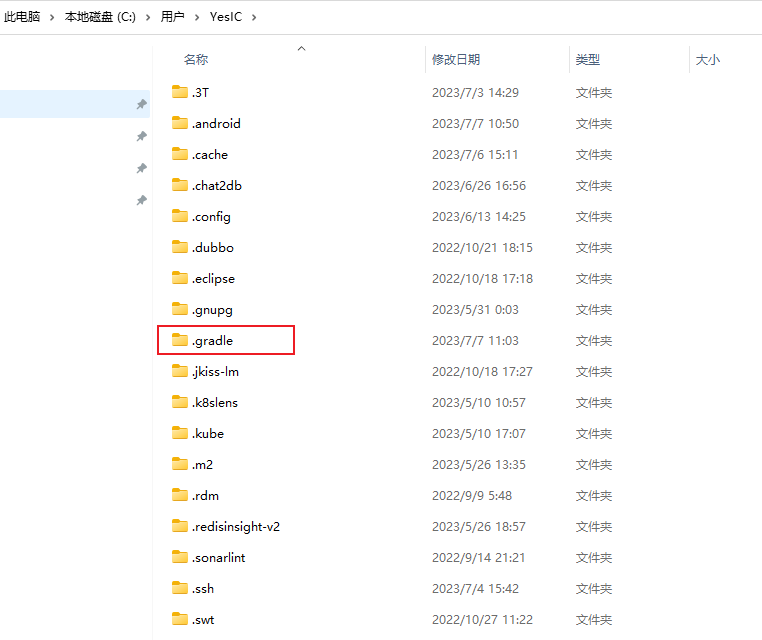 此电脑 > 本地磁盘 (C:) > 用户 > YesIC >
名称 修改日期 类型 大小
.3T 2023/7/3 14:29 文件夹
.android 2023/7/7 10:50 文件夹
.cache 2023/7/6 15:11 文件夹
.chat2db 2023/6/26 16:56 文件夹
.config 2023/6/13 14:25 文件夹
.dubbo 2022/10/21 18:15 文件夹
.eclipse 2022/10/18 17:18 文件夹
.gnupg 2023/5/31 0:03 文件夹
.gradle 2023/7/7 11:03 文件夹
.jkiss-lm 2022/10/18 17:27 文件夹
.k8slens 2023/5/10 10:57 文件夹
.kube 2023/5/10 17:07 文件夹
.m2 2023/5/26 13:35 文件夹
.rdm 2022/9/9 5:48 文件夹
.redisinsight-v2 2023/5/26 18:57 文件夹
.sonarlint 2022/9/14 21:21 文件夹
.ssh 2023/7/4 15:42 文件夹
.swt 2022/10/27 11:22 文件夹